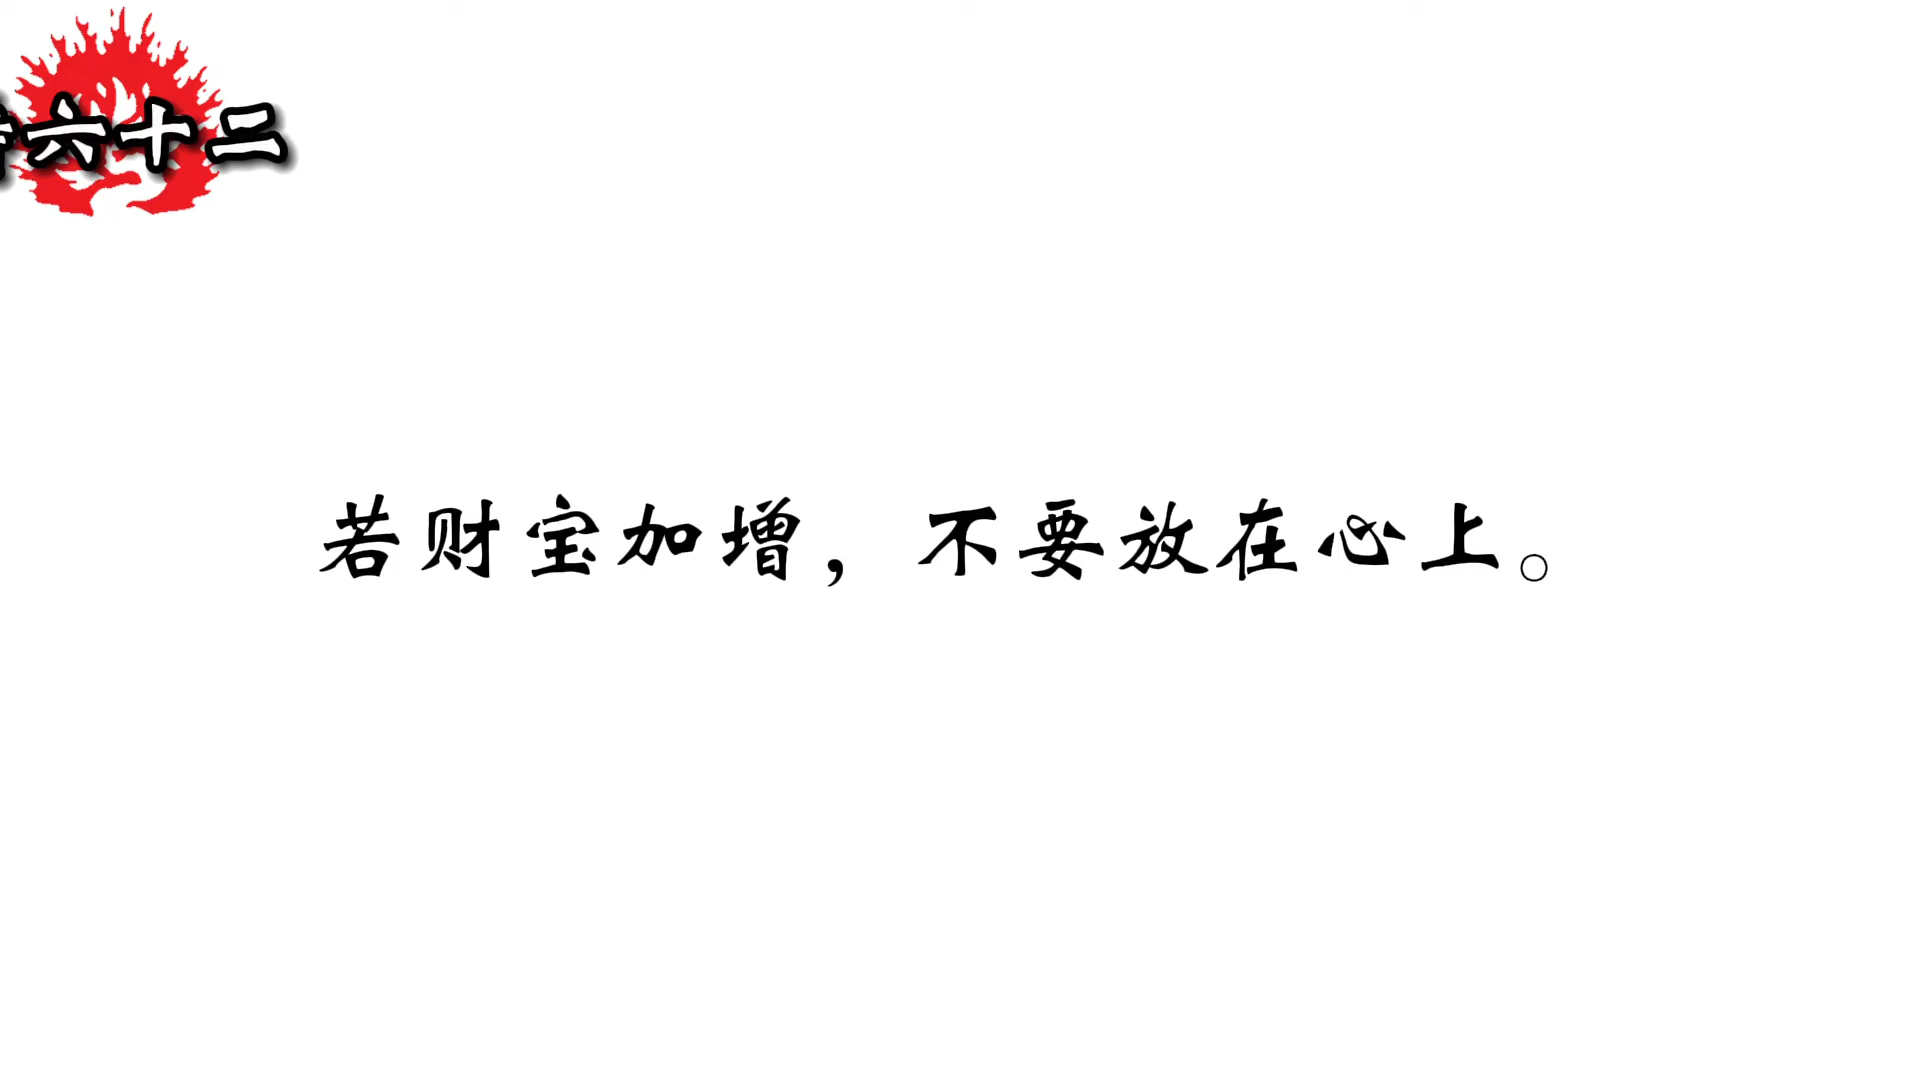 六十二
若财宝加增，不要放在心上。